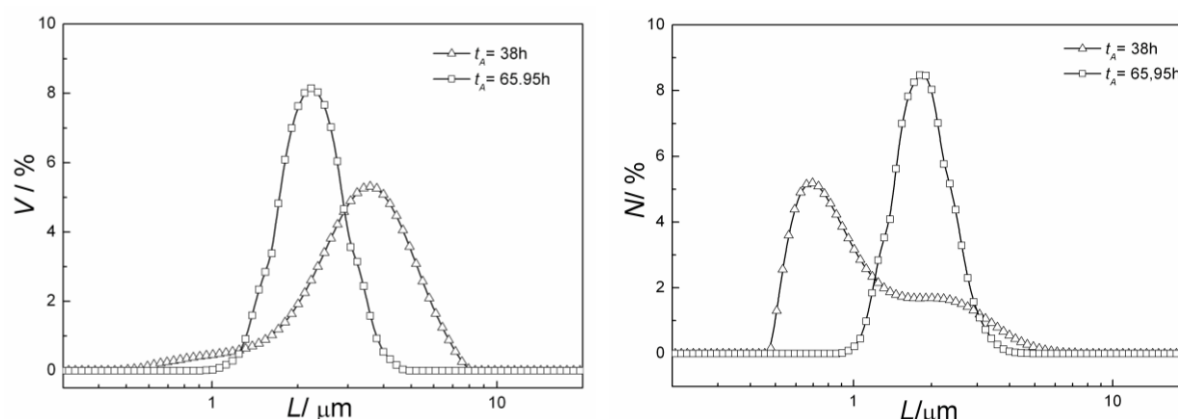 10
8
6
4
2
0
V / %
t_A= 38h
t_A= 65.95h
1
10
L/ μm
10
8
6
4
2
0
N/ %
t_A= 38h
t_A= 65,95h
1
10
L/μm